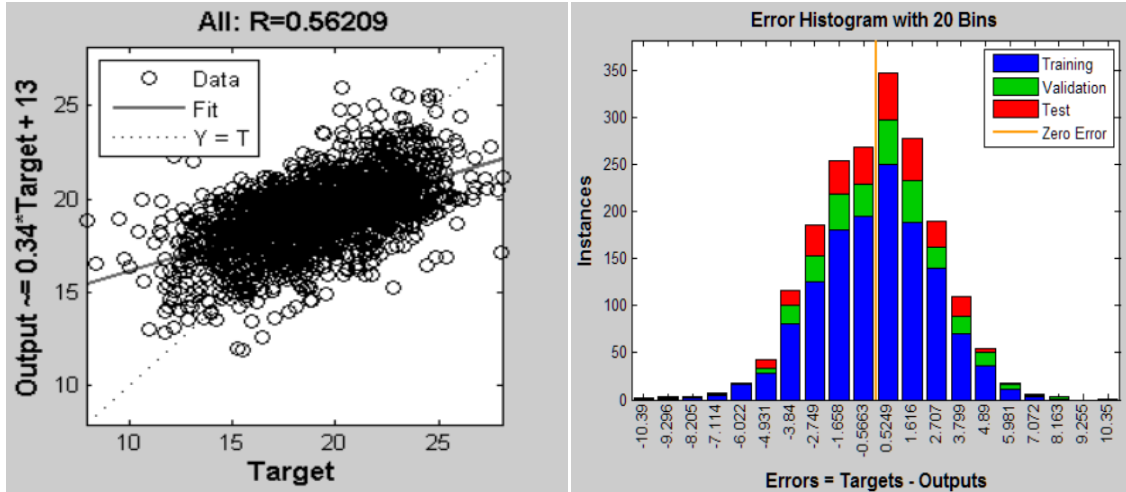 All: R=0.56209
Output ~= 0.34*Target + 13
Data
Fit
Y = T
25
20
15
10
10
15
20
25
Target
Error Histogram with 20 Bins
Instances
350
300
250
200
150
100
50
0
Training
Validation
Test
Zero Error
-10.39
-9.296
-8.205
-7.114
-6.022
-4.931
-3.84
-2.749
-1.658
-0.5663
0.5249
1.616
2.707
3.799
4.89
5.981
7.072
8.163
9.255
10.35
Errors = Targets - Outputs